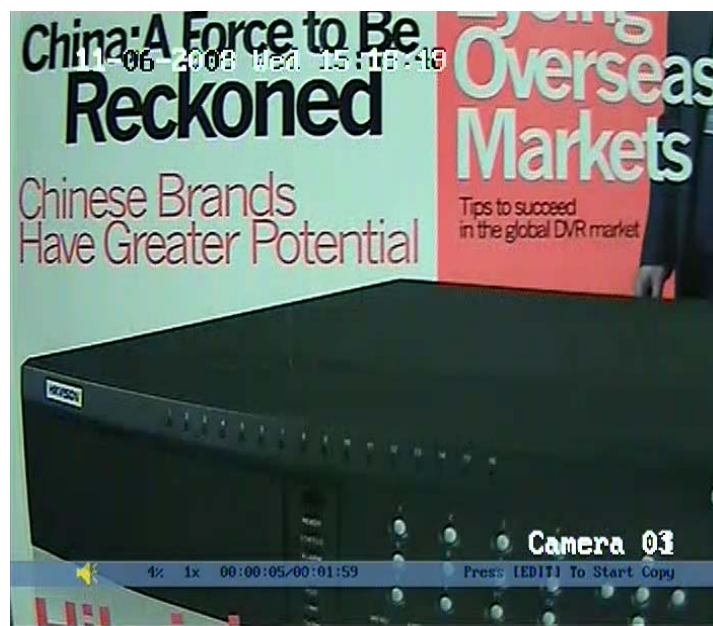 China: A Force to Be
11-06-2008 Wed 15:18:19
Reckoned
Chinese Brands
Have Greater Potential
Overseas
Markets
Tips to succeed
in the global DVR market
Camera 03
4% 1x 00:00:05/00:01:59 Press [EDIT] To Start Copy